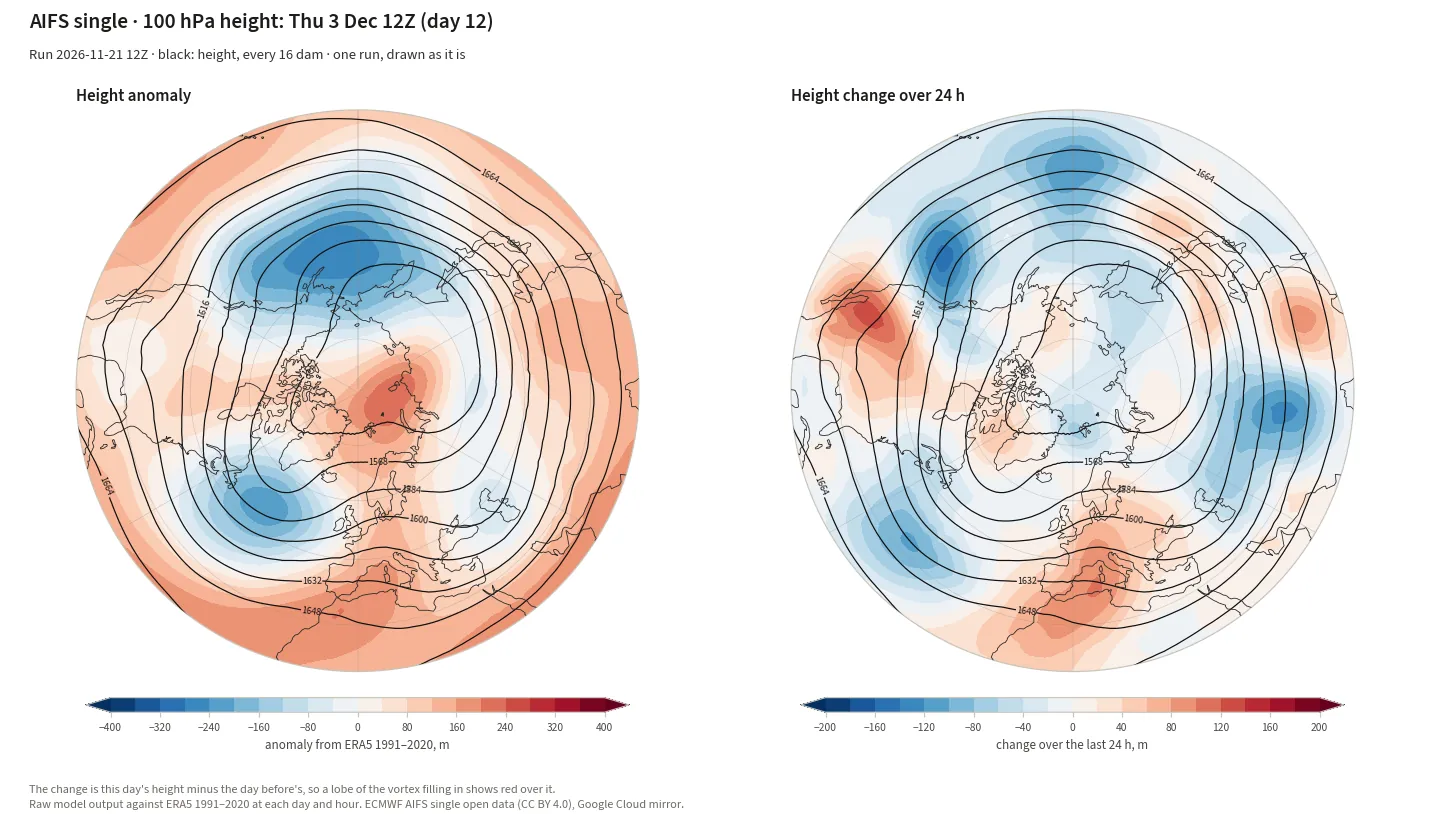 AIFS single · 100 hPa height: Thu 3 Dec 12Z (day 12)
Run 2026-11-21 12Z · black: height, every 16 dam · one run, drawn as it is
Height anomaly
Height change over 24 h
1664
1616
1568
1584
1600
1632
1648
1664
1664
1616
1568
1584
1600
1632
1648
1664
−400 −320 −240 −160 −80 0 80 160 240 320 400
anomaly from ERA5 1991–2020, m
−200 −160 −120 −80 −40 0 40 80 120 160 200
change over the last 24 h, m
The change is this day's height minus the day before's, so a lobe of the vortex filling in shows red over it.
Raw model output against ERA5 1991–2020 at each day and hour. ECMWF AIFS single open data (CC BY 4.0), Google Cloud mirror.